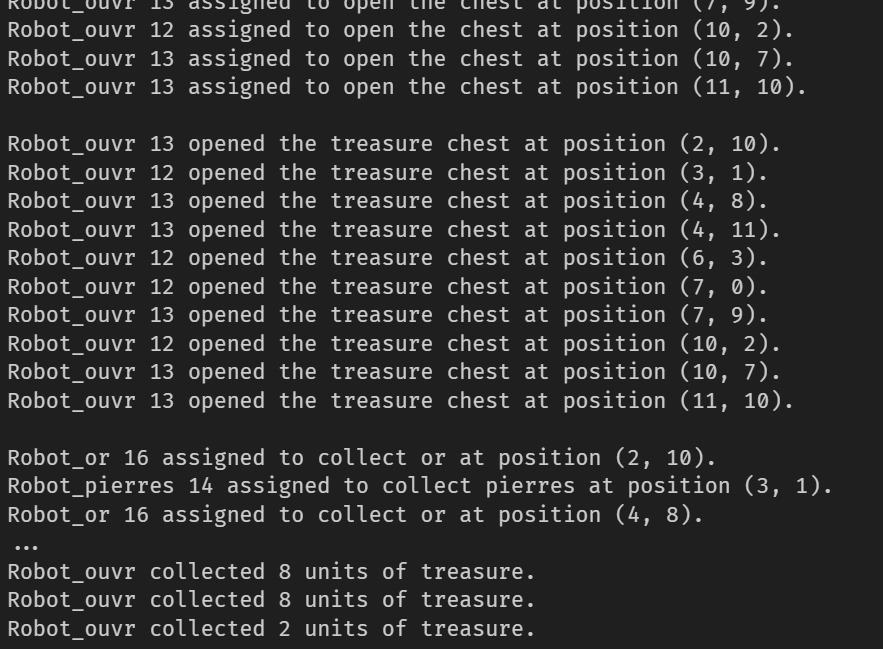 Robot_ouvr 13 assigned to open the chest at position (7, 9).
Robot_ouvr 12 assigned to open the chest at position (10, 2).
Robot_ouvr 13 assigned to open the chest at position (10, 7).
Robot_ouvr 13 assigned to open the chest at position (11, 10).
Robot_ouvr 13 opened the treasure chest at position (2, 10).
Robot_ouvr 12 opened the treasure chest at position (3, 1).
Robot_ouvr 13 opened the treasure chest at position (4, 8).
Robot_ouvr 13 opened the treasure chest at position (4, 11).
Robot_ouvr 12 opened the treasure chest at position (6, 3).
Robot_ouvr 12 opened the treasure chest at position (7, 0).
Robot_ouvr 13 opened the treasure chest at position (7, 9).
Robot_ouvr 12 opened the treasure chest at position (10, 2).
Robot_ouvr 13 opened the treasure chest at position (10, 7).
Robot_ouvr 13 opened the treasure chest at position (11, 10).
Robot_or 16 assigned to collect or at position (2, 10).
Robot_pierres 14 assigned to collect pierres at position (3, 1).
Robot_or 16 assigned to collect or at position (4, 8).
...
Robot_ouvr collected 8 units of treasure.
Robot_ouvr collected 8 units of treasure.
Robot_ouvr collected 2 units of treasure.